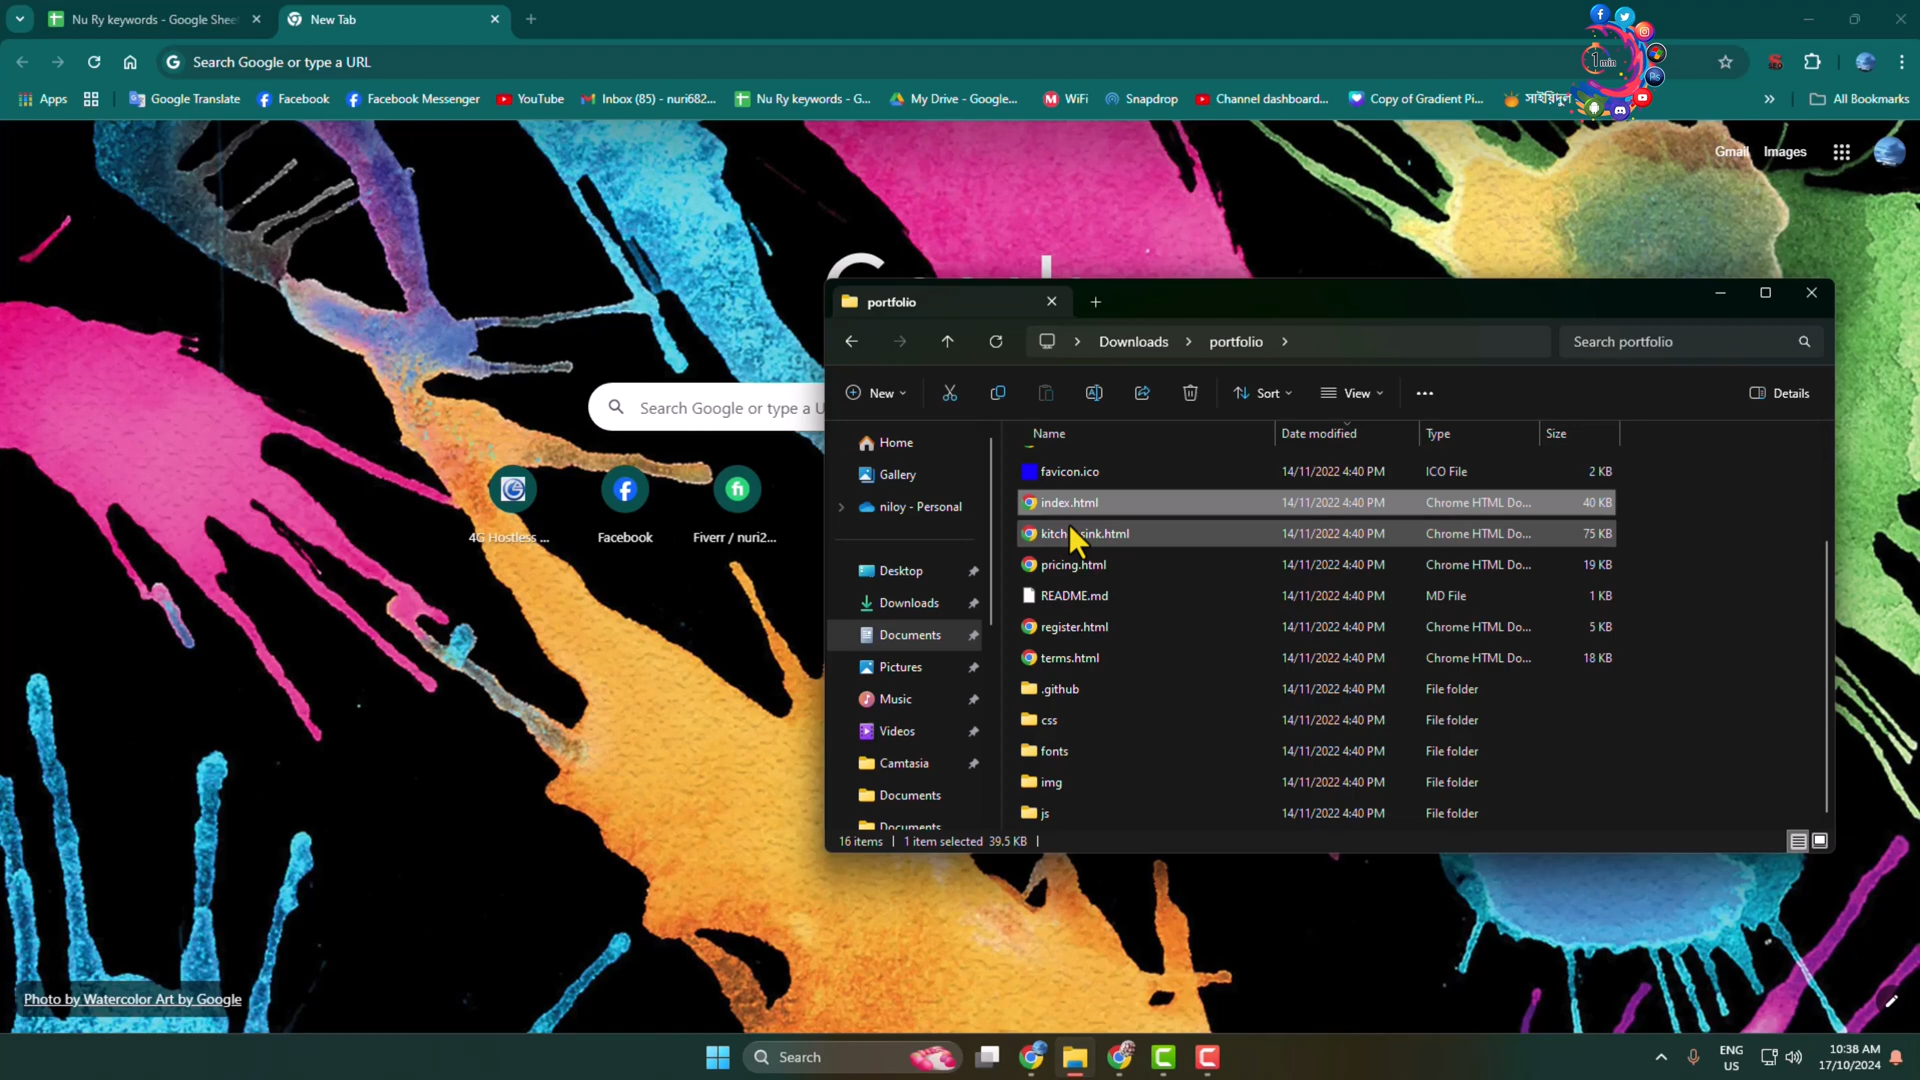 Nu Ry keywords - Google Shee
New Tab
Search Google or type a URL
1 min
Ps
Apps
Google Translate
Facebook
Facebook Messenger
YouTube
Inbox (85) - nuri682...
Nu Ry keywords - G...
My Drive - Google...
WiFi
Snapdrop
Channel dashboard...
Copy of Gradient Pi...
সাইয়িদুল
All Bookmarks
Gmail
Images
Search Google or type a U
4G Hostless ...
Facebook
Fiverr / nuri2...
portfolio
Downloads
portfolio
Search portfolio
New
Sort
View
Details
Name
Date modified
Type
Size
Home
Gallery
niloy - Personal
Desktop
Downloads
Documents
Pictures
Music
Videos
Camtasia
Documents
Documents
favicon.ico 14/11/2022 4:40 PM ICO File 2 KB
index.html 14/11/2022 4:40 PM Chrome HTML Do... 40 KB
kitch sink.html 14/11/2022 4:40 PM Chrome HTML Do... 75 KB
pricing.html 14/11/2022 4:40 PM Chrome HTML Do... 19 KB
README.md 14/11/2022 4:40 PM MD File 1 KB
register.html 14/11/2022 4:40 PM Chrome HTML Do... 5 KB
terms.html 14/11/2022 4:40 PM Chrome HTML Do... 18 KB
.github 14/11/2022 4:40 PM File folder
css 14/11/2022 4:40 PM File folder
fonts 14/11/2022 4:40 PM File folder
img 14/11/2022 4:40 PM File folder
js 14/11/2022 4:40 PM File folder
16 items 1 item selected 39.5 KB
Photo by Watercolor Art by Google
Search
ENG
US
10:38 AM
17/10/2024